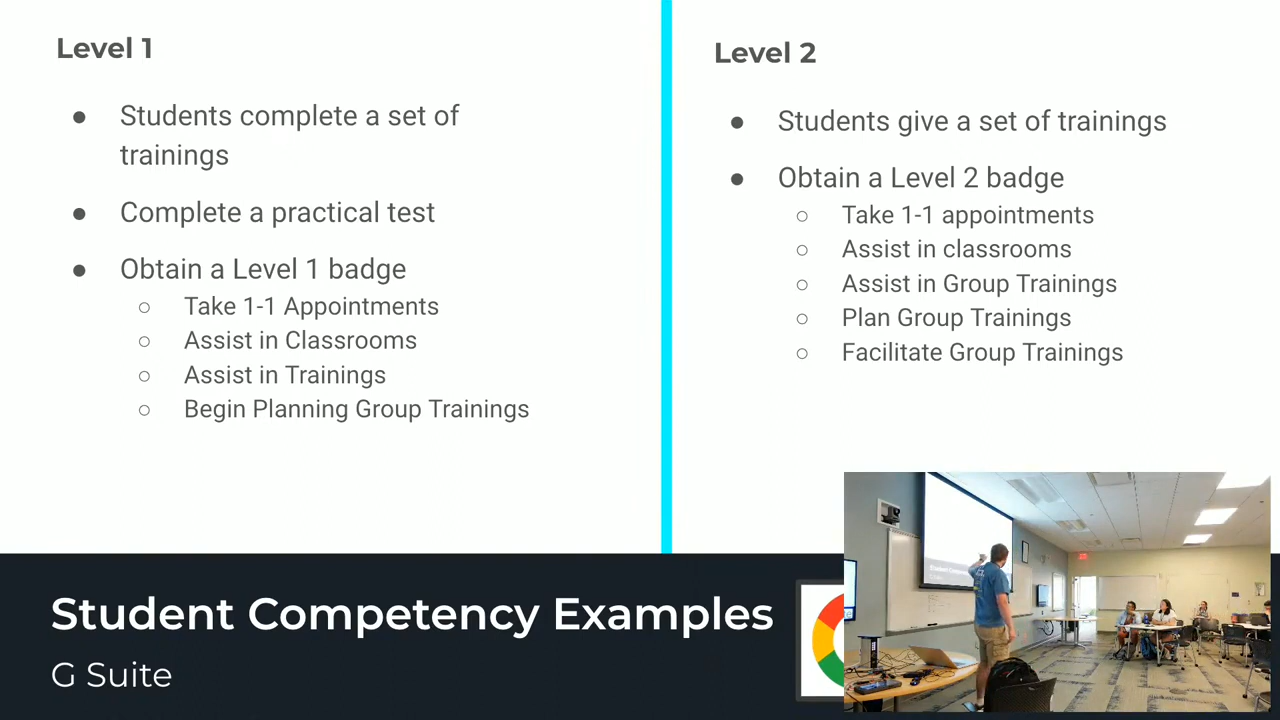 Level 1
● Students complete a set of
trainings
● Complete a practical test
● Obtain a Level 1 badge
○ Take 1-1 Appointments
○ Assist in Classrooms
○ Assist in Trainings
○ Begin Planning Group Trainings
Level 2
● Students give a set of trainings
● Obtain a Level 2 badge
○ Take 1-1 appointments
○ Assist in classrooms
○ Assist in Group Trainings
○ Plan Group Trainings
○ Facilitate Group Trainings
Student Competency Examples
G Suite